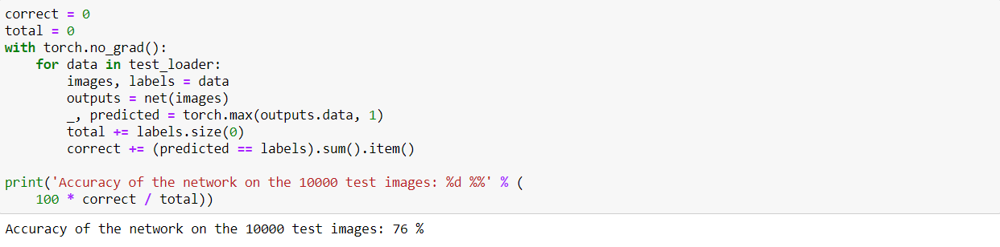 correct = 0
total = 0
with torch.no_grad():
    for data in test_loader:
        images, labels = data
        outputs = net(images)
        _, predicted = torch.max(outputs.data, 1)
        total += labels.size(0)
        correct += (predicted == labels).sum().item()

print('Accuracy of the network on the 10000 test images: %d %%' % (
    100 * correct / total))
Accuracy of the network on the 10000 test images: 76 %